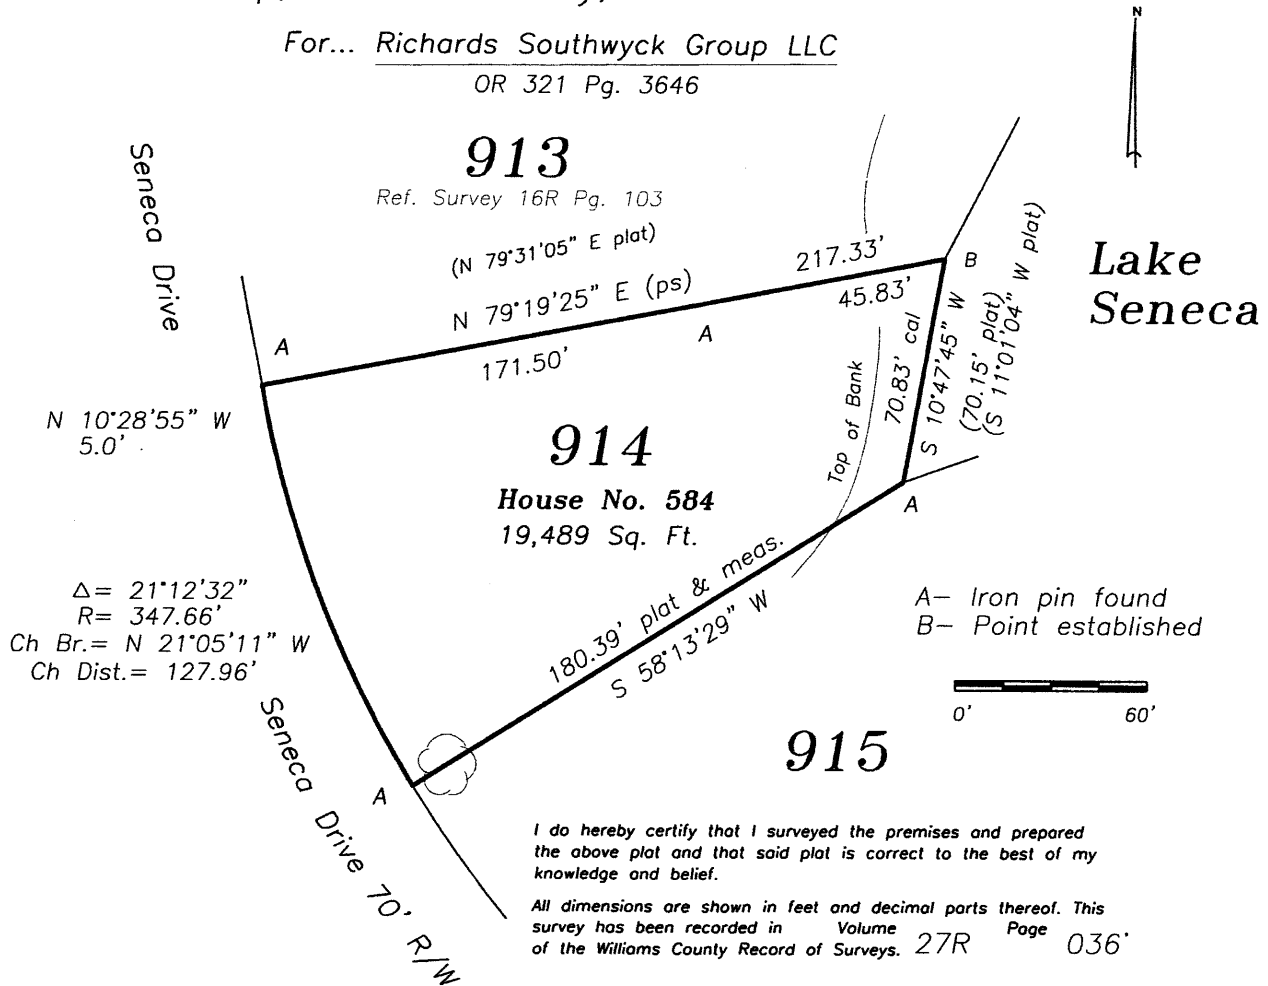 For... Richards Southwyck Group LLC
OR 321 Pg. 3646
N
913
Ref. Survey 16R Pg. 103
Seneca Drive
(N 79°31'05" E plat)
N 79°19'25" E (ps)
217.33'
45.83'
171.50'
A
A
B
Lake
Seneca
70.83' cal
S 10°47'45" W
(70.15' plat)
(S 11°01'04" W plat)
Top of Bank
N 10°28'55" W
5.0'
914
House No. 584
19,489 Sq. Ft.
A
180.39' plat & meas.
S 58°13'29" W
Δ= 21°12'32"
R= 347.66'
Ch Br.= N 21°05'11" W
Ch Dist.= 127.96'
A– Iron pin found
B– Point established
0' 60'
Seneca Drive 70' R/W
A
915
I do hereby certify that I surveyed the premises and prepared
the above plat and that said plat is correct to the best of my
knowledge and belief.
All dimensions are shown in feet and decimal parts thereof. This
survey has been recorded in Volume 27R Page 036
of the Williams County Record of Surveys.